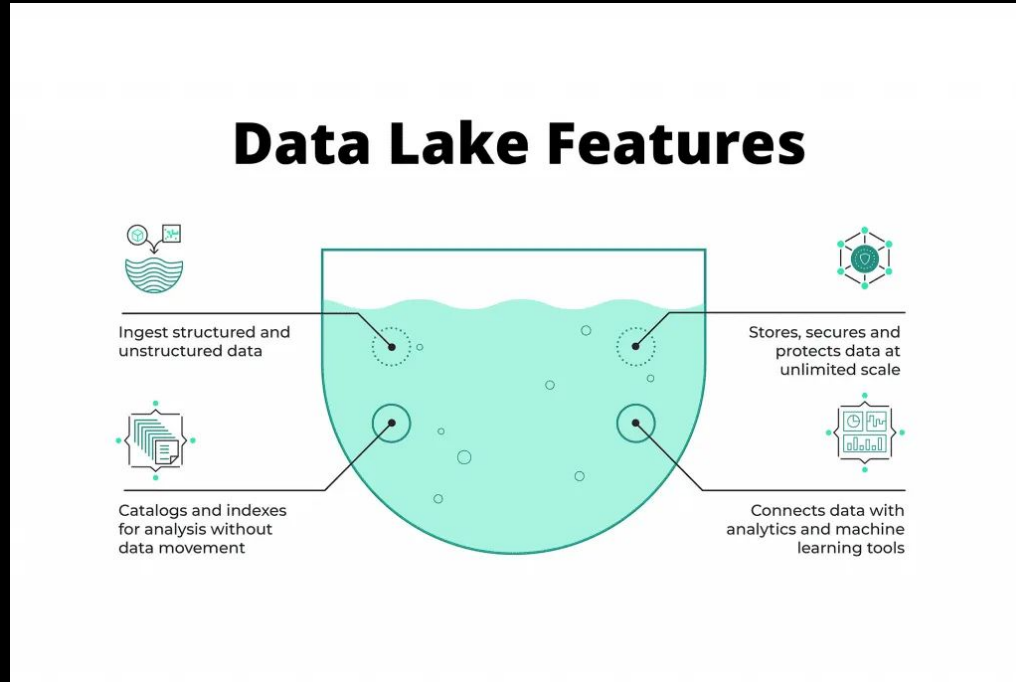 Data Lake Features
Ingest structured and
unstructured data
Stores, secures and
protects data at
unlimited scale
Catalogs and indexes
for analysis without
data movement
Connects data with
analytics and machine
learning tools